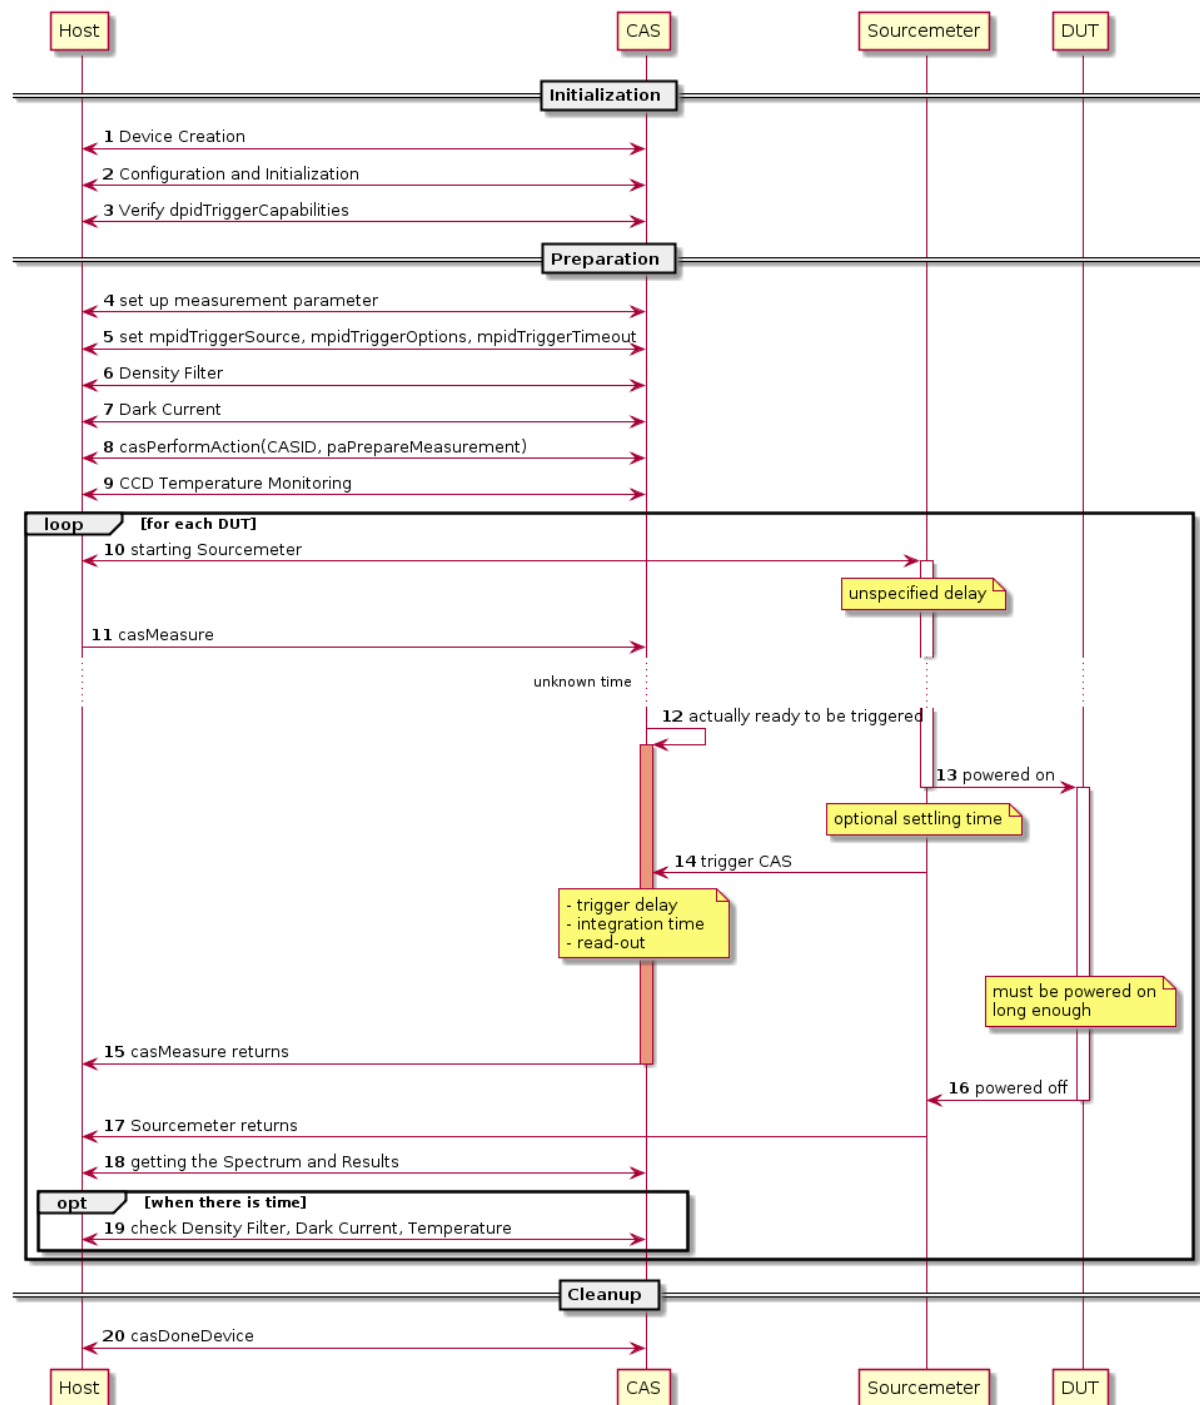 Host CAS Sourcemeter DUT
Initialization
1 Device Creation
2 Configuration and Initialization
3 Verify dpidTriggerCapabilities
Preparation
4 set up measurement parameter
5 set mpidTriggerSource, mpidTriggerOptions, mpidTriggerTimeout
6 Density Filter
7 Dark Current
8 casPerformAction(CASID, paPrepareMeasurement)
9 CCD Temperature Monitoring
loop [for each DUT]
10 starting Sourcemeter
unspecified delay
11 casMeasure
unknown time
12 actually ready to be triggered
13 powered on
optional settling time
14 trigger CAS
- trigger delay
- integration time
- read-out
must be powered on
long enough
15 casMeasure returns
16 powered off
17 Sourcemeter returns
18 getting the Spectrum and Results
opt [when there is time]
19 check Density Filter, Dark Current, Temperature
Cleanup
20 casDoneDevice
Host CAS Sourcemeter DUT